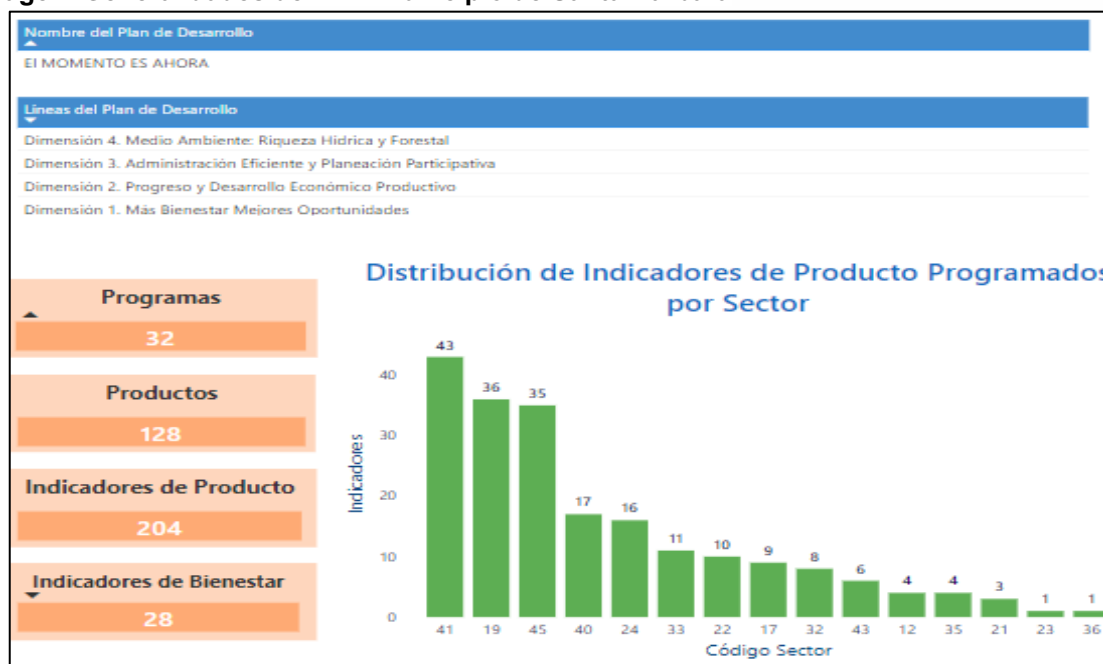 Nombre del Plan de Desarrollo
El MOMENTO ES AHORA
Líneas del Plan de Desarrollo
Dimensión 4. Medio Ambiente: Riqueza Hídrica y Forestal
Dimensión 3. Administración Eficiente y Planeación Participativa
Dimensión 2. Progreso y Desarrollo Económico Productivo
Dimensión 1. Más Bienestar Mejores Oportunidades
Programas
32
Productos
128
Indicadores de Producto
204
Indicadores de Bienestar
28
Distribución de Indicadores de Producto Programados
por Sector
Indicadores
40
30
20
10
0
43 36 35 17 16 11 10 9 8 6 4 4 3 1 1
41 19 45 40 24 33 22 17 32 43 12 35 21 23 36
Código Sector